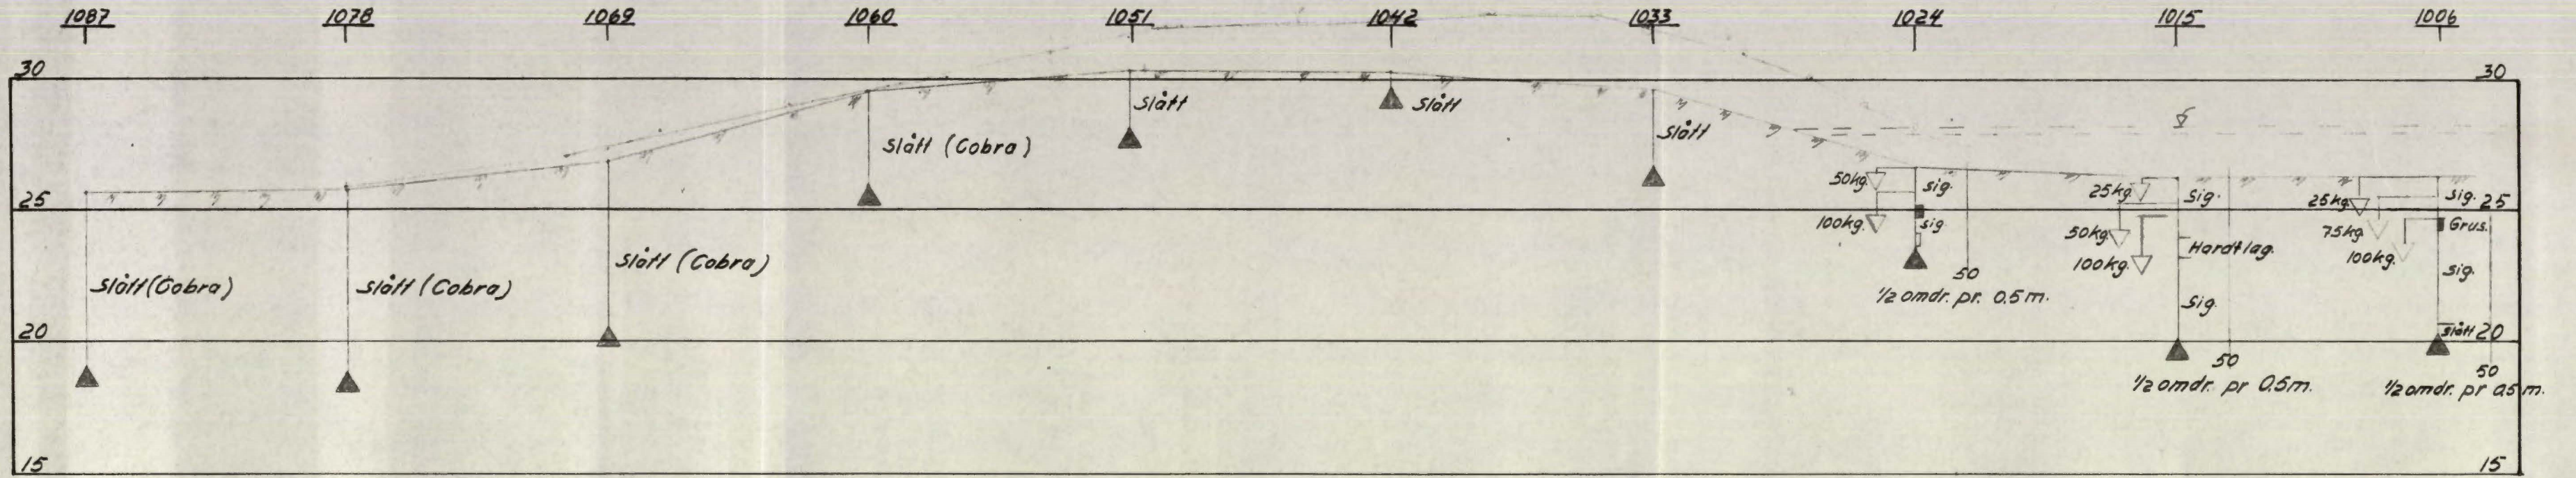 1087 1078 1069 1060 1051 1042 1033 1024 1015 1006
30 30
Slått Slått
Slått (Cobra) Slått
50kg. sig. 25kg. Sig. 25kg. sig. 25
25
100kg. sig 50kg. Hardt lag. 75kg Grus.
Slått (Cobra) 100kg. 100kg. sig.
50
Slått (Cobra) Slått (Cobra) 1/2 omdr. pr. 0.5 m. Sig.
20 Slått 20
50 50
1/2 omdr. pr 0.5m. 1/2 omdr. pr 0.5 m.
15 15